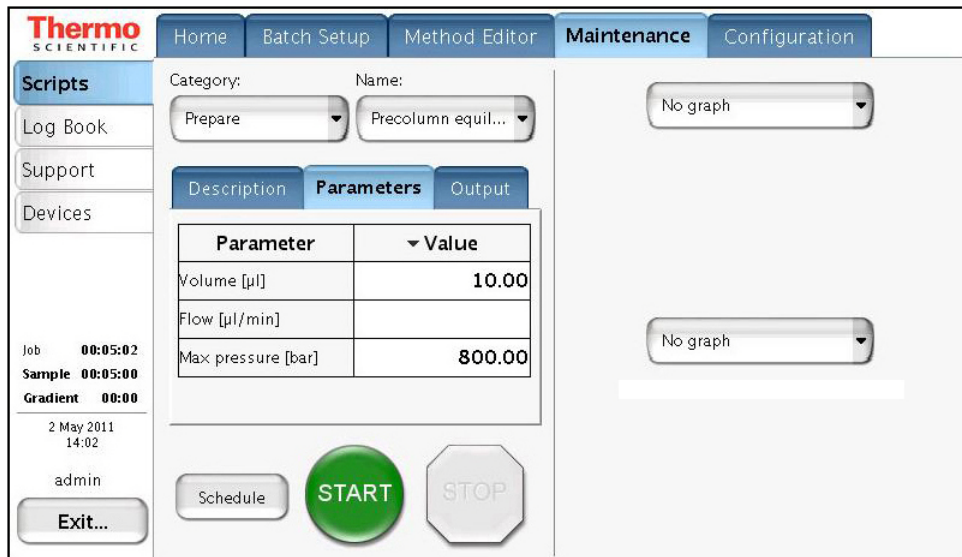 Thermo
SCIENTIFIC
Home Batch Setup Method Editor Maintenance Configuration
Scripts
Log Book
Support
Devices
Category: Name:
Prepare Precolumn equil...
No graph
Description Parameters Output
Parameter Value
Volume [µl] 10.00
Flow [µl/min]
Max pressure [bar] 800.00
No graph
Job 00:05:02
Sample 00:05:00
Gradient 00:00
2 May 2011
14:02
admin
Exit...
Schedule START STOP